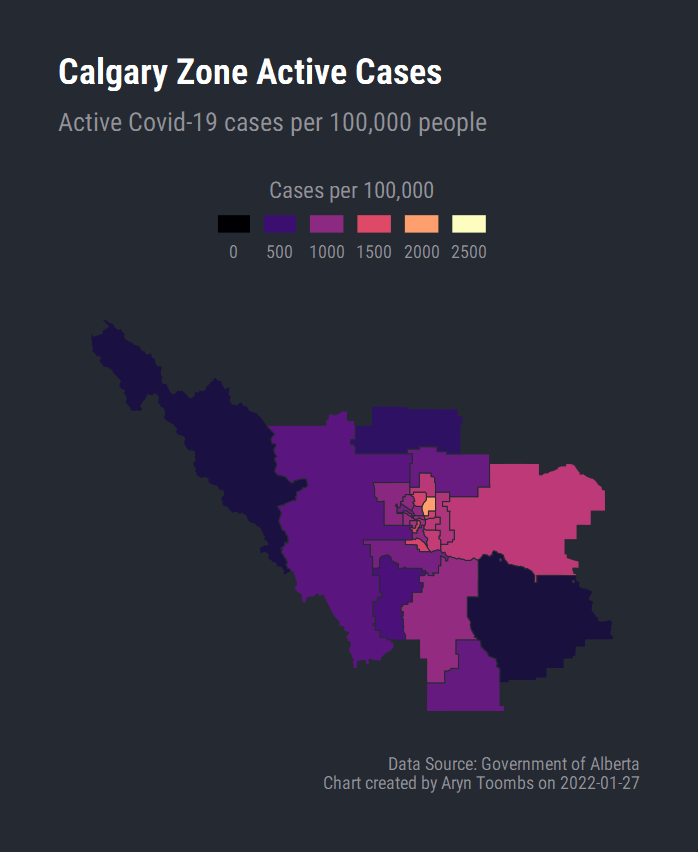 Calgary Zone Active Cases
Active Covid-19 cases per 100,000 people
Cases per 100,000
0 500 1000 1500 2000 2500
Data Source: Government of Alberta
Chart created by Aryn Toombs on 2022-01-27